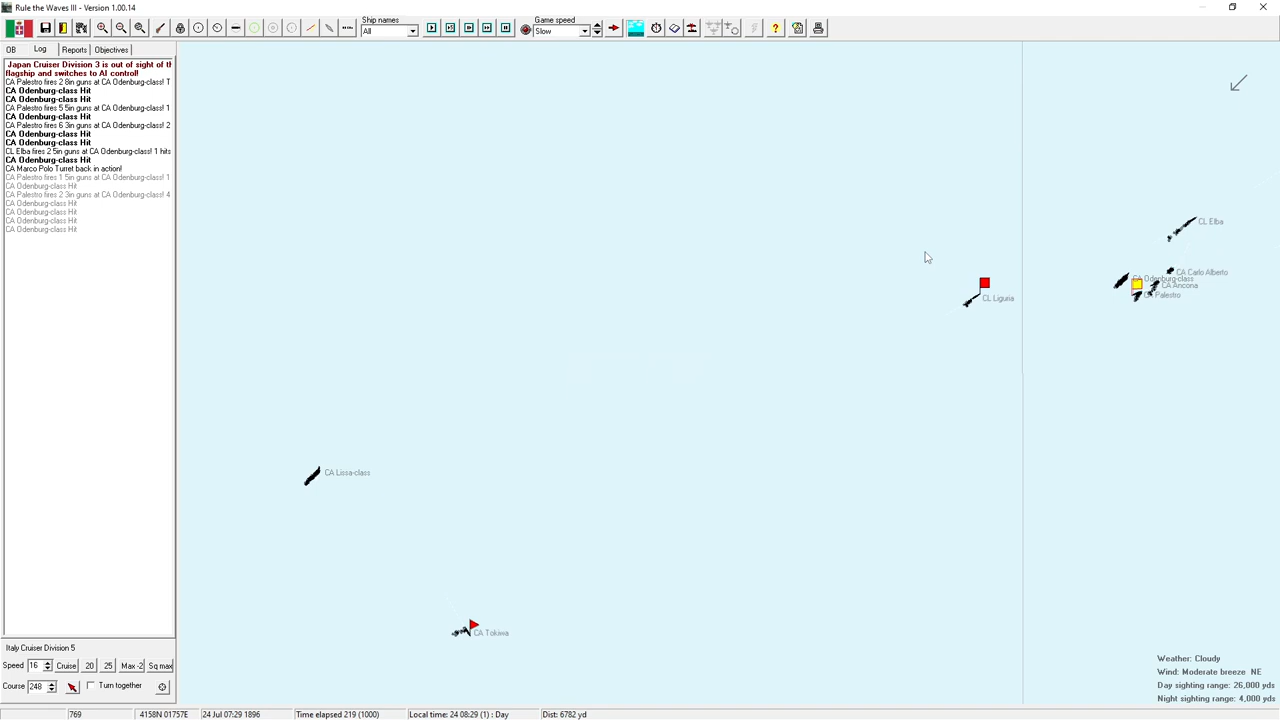 Rule the Waves III - Version 1.00.14
Ship names
All
Game speed
Slow
OB Log Reports Objectives
Japan Cruiser Division 3 is out of sight of th
flagship and switches to AI control!
CA Palestro fires 2 8in guns at CA Odenburg-class! T
CA Odenburg-class Hit
CA Odenburg-class Hit
CA Palestro fires 5 5in guns at CA Odenburg-class! 1
CA Odenburg-class Hit
CA Palestro fires 6 3in guns at CA Odenburg-class! 2
CA Odenburg-class Hit
CA Odenburg-class Hit
CL Elba fires 2 5in guns at CA Odenburg-class! 1 hits
CA Odenburg-class Hit
CA Marco Polo Turret back in action!
CA Palestro fires 1 5in guns at CA Odenburg-class! 1
CA Odenburg-class Hit
CA Palestro fires 2 3in guns at CA Odenburg-class! 4
CA Odenburg-class Hit
CA Odenburg-class Hit
CA Odenburg-class Hit
CA Odenburg-class Hit
CL Elba
CA Carlo Alberto
CA Odenburg-class
CA Ancona
CA Palestro
CL Liguria
CA Lissa-class
CA Tokiwa
Italy Cruiser Division 5
Speed 16 Cruise 20 25 Max -2 Sq max
Course 248 Turn together
Weather: Cloudy
Wind: Moderate breeze NE
Day sighting range: 26,000 yds
Night sighting range: 4,000 yds
769 4158N 01757E 24 Jul 07:29 1896 Time elapsed 219 (1000) Local time: 24 08:29 (1) : Day Dist: 6782 yd